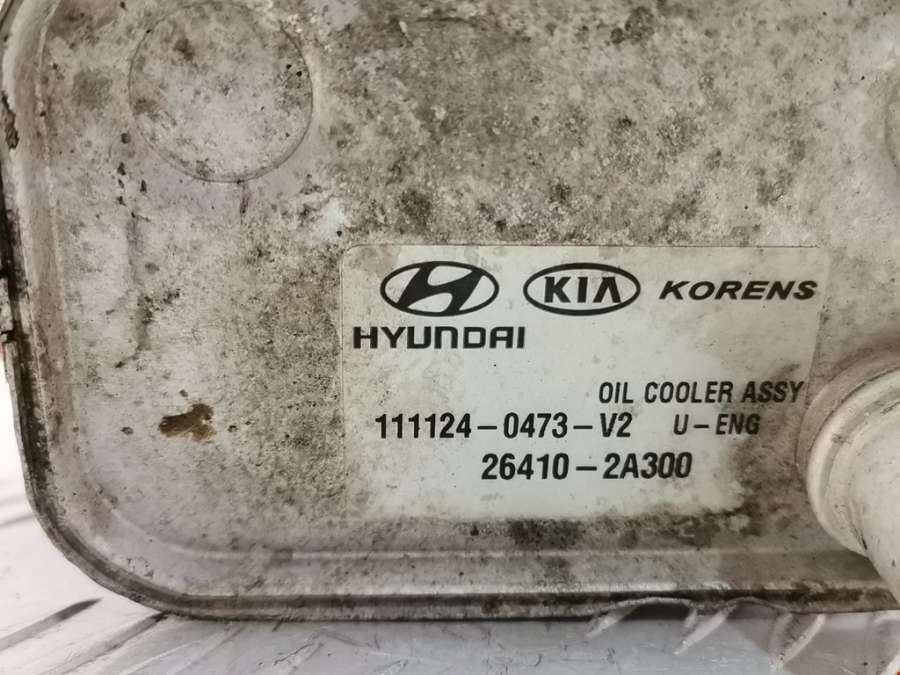 KIA KORENS
HYUNDAI
OIL COOLER ASSY
111124-0473-V2 U-ENG
26410-2A300